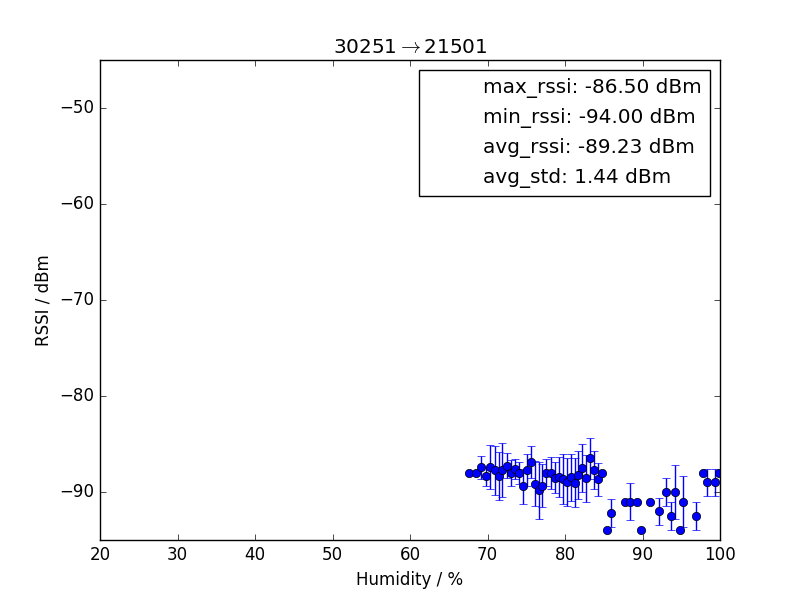 30251→21501
max_rssi: -86.50 dBm
min_rssi: -94.00 dBm
avg_rssi: -89.23 dBm
avg_std: 1.44 dBm
RSSI / dBm
−50
−60
−70
−80
−90
20 30 40 50 60 70 80 90 100
Humidity / %